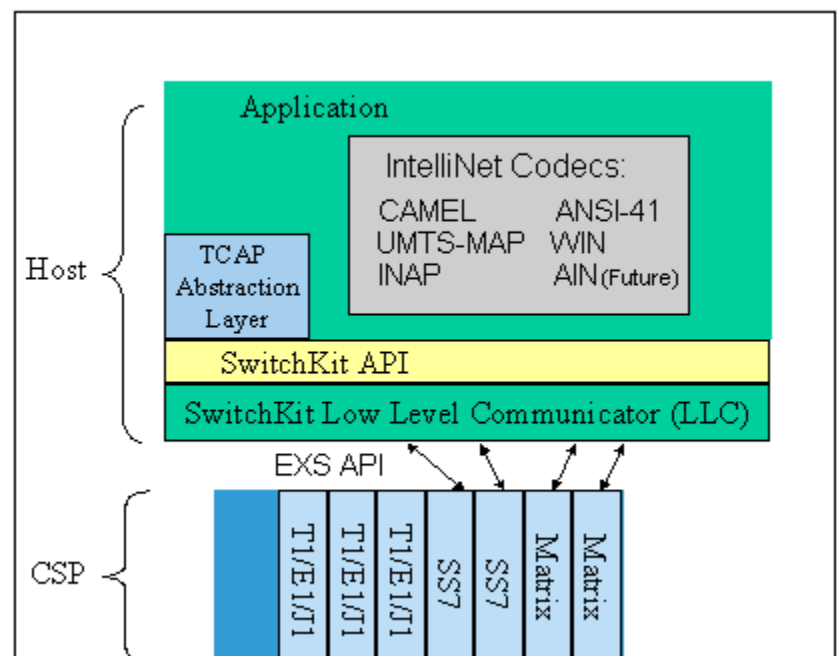 Application
IntelliNet Codecs:
CAMEL ANSI-41
UMTS-MAP WIN
INAP AIN(Future)
Host
TCAP
Abstraction
Layer
SwitchKit API
SwitchKit Low Level Communicator (LLC)
EXS API
CSP
T1/E1/J1
T1/E1/J1
T1/E1/J1
SS7
SS7
Matrix
Matrix